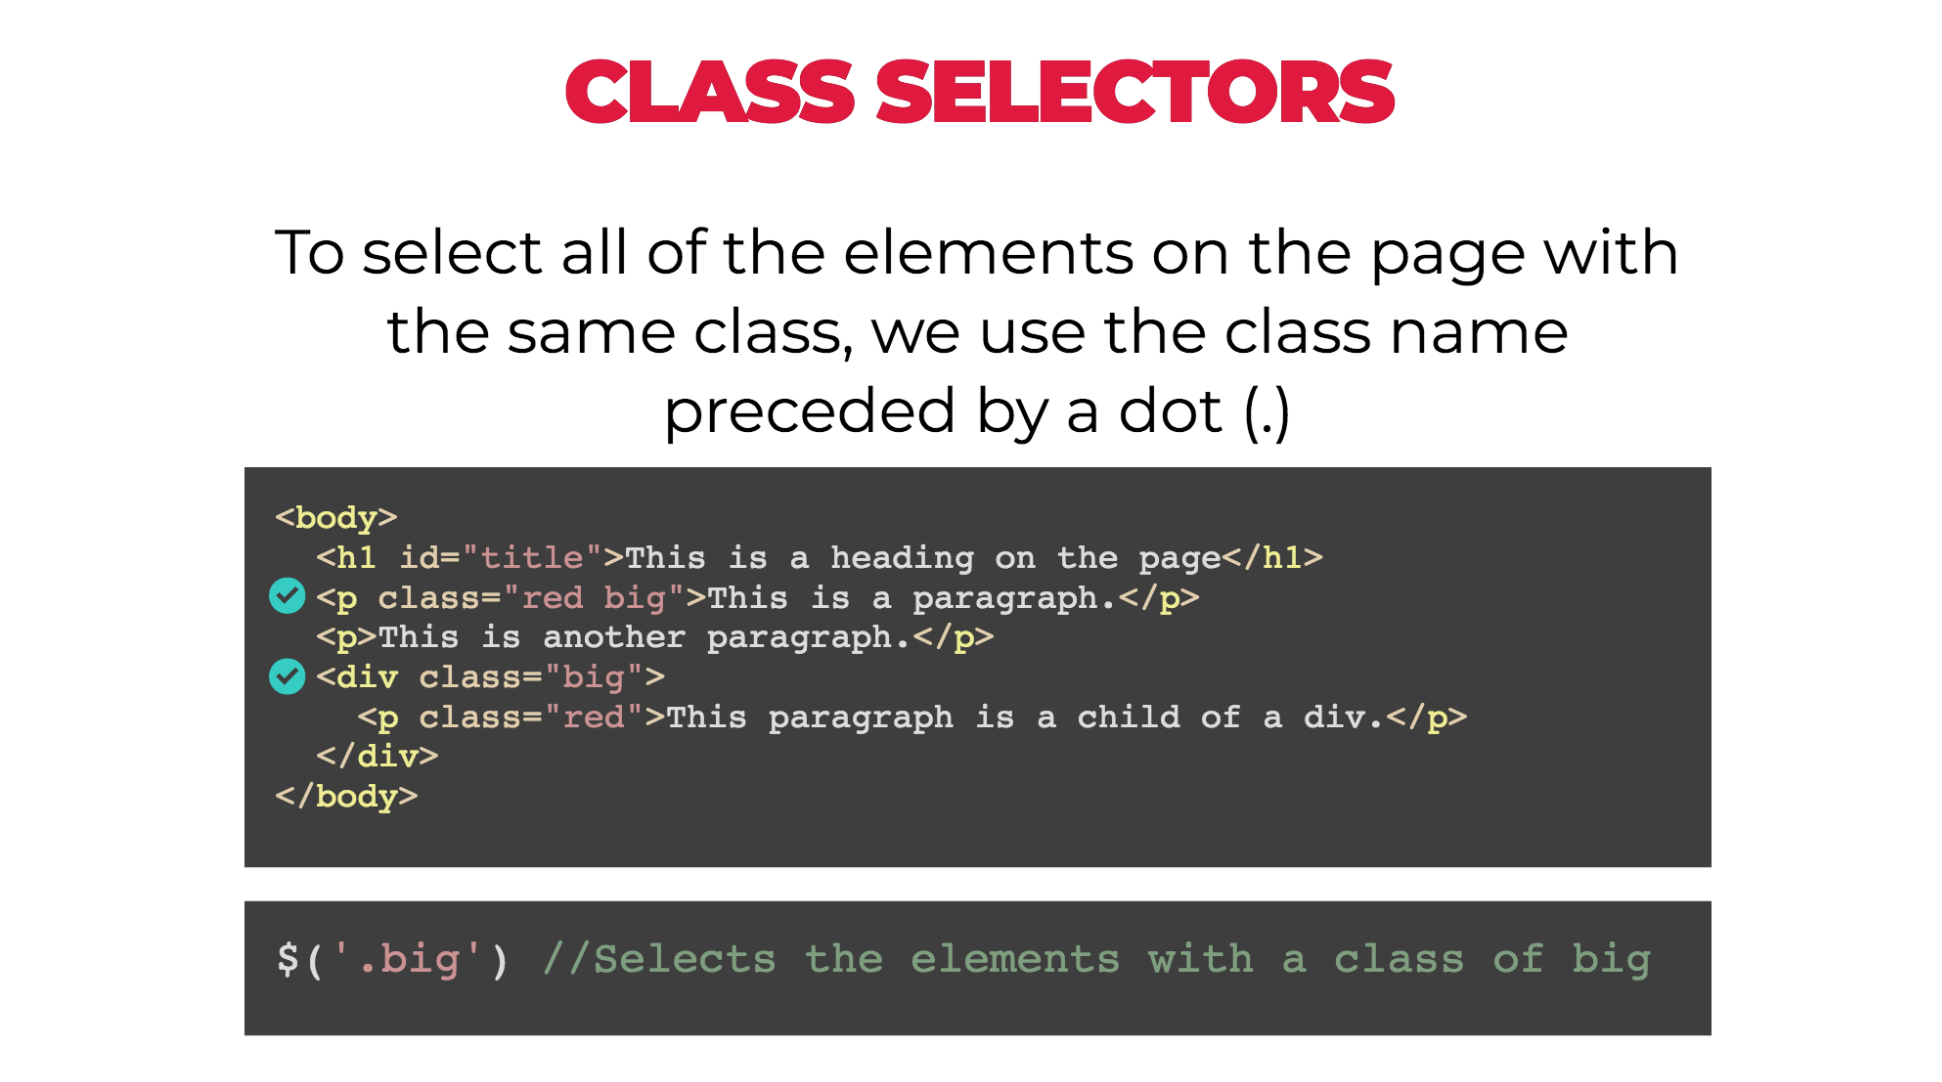 CLASS SELECTORS
To select all of the elements on the page with
the same class, we use the class name
preceded by a dot (.)
<body>
  <h1 id="title">This is a heading on the page</h1>
  <p class="red big">This is a paragraph.</p>
  <p>This is another paragraph.</p>
  <div class="big">
    <p class="red">This paragraph is a child of a div.</p>
  </div>
</body>
$('.big') //Selects the elements with a class of big